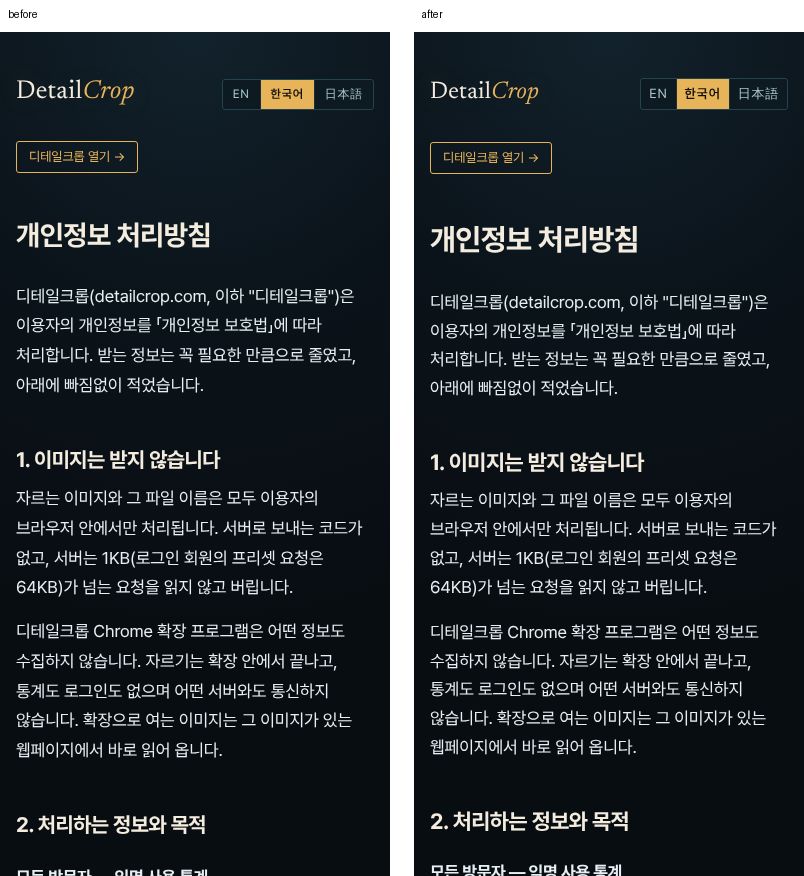 before
DetailCrop
EN 한국어 日本語
디테일크롭 열기 →
개인정보 처리방침
디테일크롭(detailcrop.com, 이하 "디테일크롭")은
이용자의 개인정보를 「개인정보 보호법」에 따라
처리합니다. 받는 정보는 꼭 필요한 만큼으로 줄였고,
아래에 빠짐없이 적었습니다.
1. 이미지는 받지 않습니다
자르는 이미지와 그 파일 이름은 모두 이용자의
브라우저 안에서만 처리됩니다. 서버로 보내는 코드가
없고, 서버는 1KB(로그인 회원의 프리셋 요청은
64KB)가 넘는 요청을 읽지 않고 버립니다.
디테일크롭 Chrome 확장 프로그램은 어떤 정보도
수집하지 않습니다. 자르기는 확장 안에서 끝나고,
통계도 로그인도 없으며 어떤 서버와도 통신하지
않습니다. 확장으로 여는 이미지는 그 이미지가 있는
웹페이지에서 바로 읽어 옵니다.
2. 처리하는 정보와 목적
모든 방문자 — 익명 사용 통계
after
DetailCrop
EN 한국어 日本語
디테일크롭 열기 →
개인정보 처리방침
디테일크롭(detailcrop.com, 이하 "디테일크롭")은
이용자의 개인정보를 「개인정보 보호법」에 따라
처리합니다. 받는 정보는 꼭 필요한 만큼으로 줄였고,
아래에 빠짐없이 적었습니다.
1. 이미지는 받지 않습니다
자르는 이미지와 그 파일 이름은 모두 이용자의
브라우저 안에서만 처리됩니다. 서버로 보내는 코드가
없고, 서버는 1KB(로그인 회원의 프리셋 요청은
64KB)가 넘는 요청을 읽지 않고 버립니다.
디테일크롭 Chrome 확장 프로그램은 어떤 정보도
수집하지 않습니다. 자르기는 확장 안에서 끝나고,
통계도 로그인도 없으며 어떤 서버와도 통신하지
않습니다. 확장으로 여는 이미지는 그 이미지가 있는
웹페이지에서 바로 읽어 옵니다.
2. 처리하는 정보와 목적
모든 방문자 — 익명 사용 통계